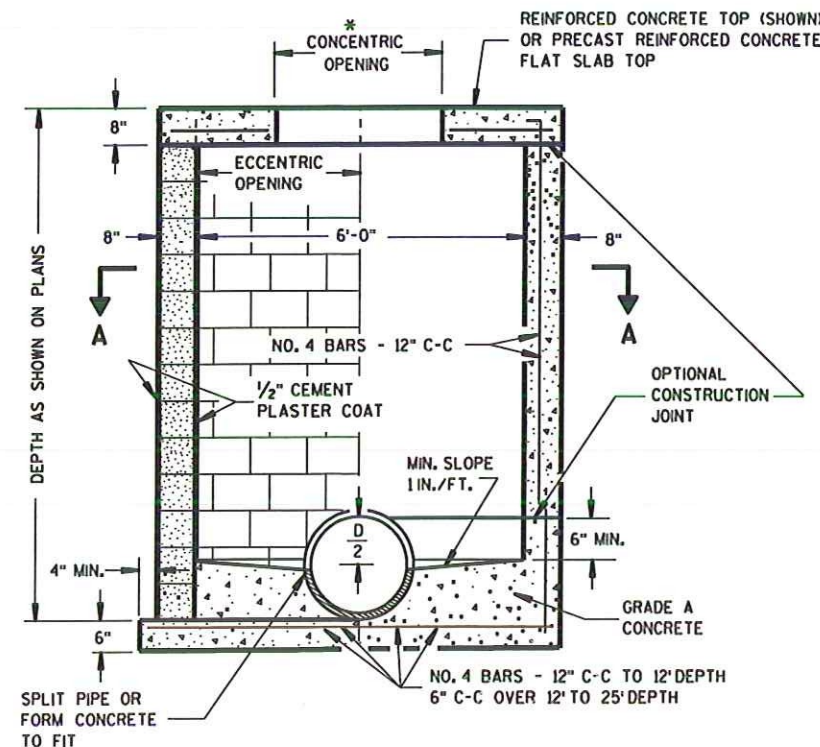 REINFORCED CONCRETE TOP (SHOWN)
OR PRECAST REINFORCED CONCRETE
FLAT SLAB TOP
*
CONCENTRIC
OPENING
8"
ECCENTRIC
OPENING
8"
6'-0"
8"
A
A
DEPTH AS SHOWN ON PLANS
NO. 4 BARS - 12" C-C
1/2" CEMENT
PLASTER COAT
OPTIONAL
CONSTRUCTION
JOINT
MIN. SLOPE
1 IN./FT.
D
2
6" MIN.
4" MIN.
6"
GRADE A
CONCRETE
NO. 4 BARS - 12" C-C TO 12' DEPTH
6" C-C OVER 12' TO 25' DEPTH
SPLIT PIPE OR
FORM CONCRETE
TO FIT